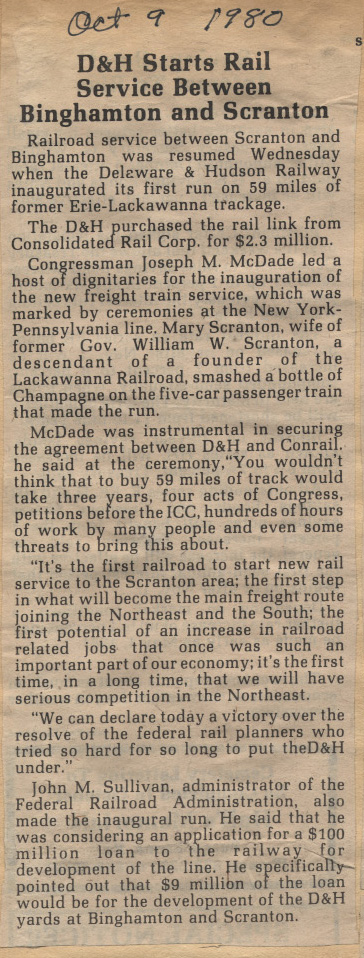 Oct 9 1980
s
D&H Starts Rail
Service Between
Binghamton and Scranton
Railroad service between Scranton and
Binghamton was resumed Wednesday
when the Delaware & Hudson Railway
inaugurated its first run on 59 miles of
former Erie-Lackawanna trackage.
The D&H purchased the rail link from
Consolidated Rail Corp. for $2.3 million.
Congressman Joseph M. McDade led a
host of dignitaries for the inauguration of
the new freight train service, which was
marked by ceremonies at the New York-
Pennsylvania line. Mary Scranton, wife of
former Gov. William W. Scranton, a
descendant of a founder of the
Lackawanna Railroad, smashed a bottle of
Champagne on the five-car passenger train
that made the run.
McDade was instrumental in securing
the agreement between D&H and Conrail.
he said at the ceremony,“You wouldn't
think that to buy 59 miles of track would
take three years, four acts of Congress,
petitions before the ICC, hundreds of hours
of work by many people and even some
threats to bring this about.
“It's the first railroad to start new rail
service to the Scranton area; the first step
in what will become the main freight route
joining the Northeast and the South; the
first potential of an increase in railroad
related jobs that once was such an
important part of our economy; it's the first
time, in a long time, that we will have
serious competition in the Northeast.
“We can declare today a victory over the
resolve of the federal rail planners who
tried so hard for so long to put theD&H
under.”
John M. Sullivan, administrator of the
Federal Railroad Administration, also
made the inaugural run. He said that he
was considering an application for a $100
million loan to the railway for
development of the line. He specifically
pointed out that $9 million of the loan
would be for the development of the D&H
yards at Binghamton and Scranton.